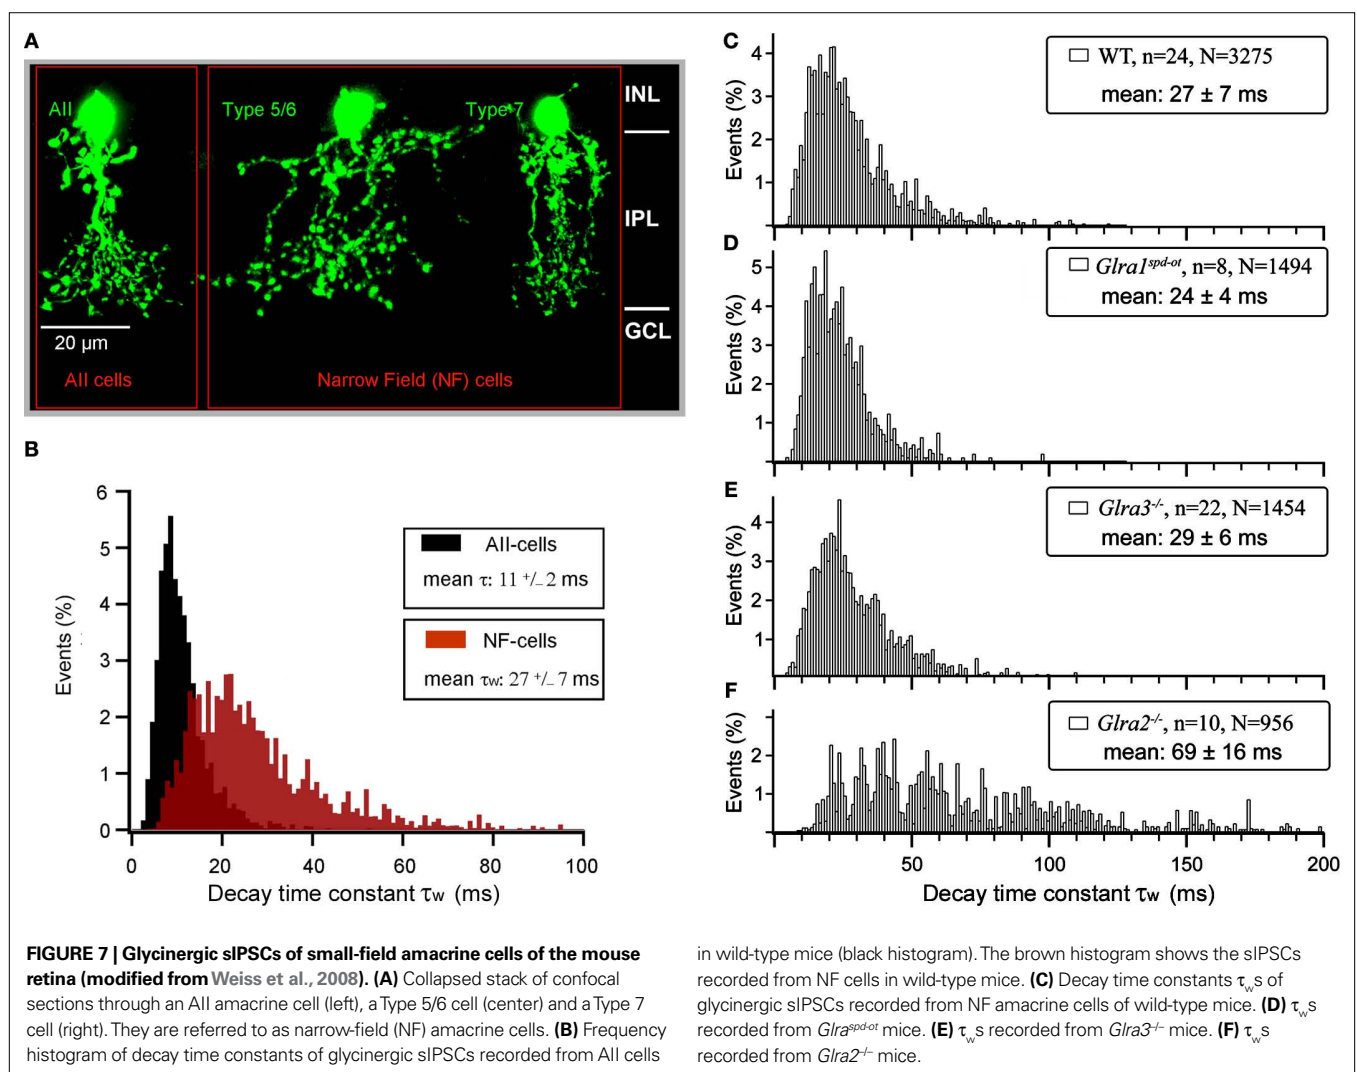 A
AII
Type 5/6
Type 7
INL
IPL
GCL
20 µm
AII cells
Narrow Field (NF) cells
B
6
5
4
3
2
1
0
Events (%)
AII-cells
mean τ: 11 +/_ 2 ms
NF-cells
mean τw: 27 +/_ 7 ms
0 20 40 60 80 100
Decay time constant τw (ms)
C
4
3
2
1
Events (%)
WT, n=24, N=3275
mean: 27 ± 7 ms
D
5
4
3
2
1
Events (%)
Glra1spd-ot, n=8, N=1494
mean: 24 ± 4 ms
E
4
3
2
1
Events (%)
Glra3-/-, n=22, N=1454
mean: 29 ± 6 ms
F
2
1
Events (%)
Glra2-/-, n=10, N=956
mean: 69 ± 16 ms
50 100 150 200
Decay time constant τw (ms)
FIGURE 7 | Glycinergic sIPSCs of small-field amacrine cells of the mouse
retina (modified from Weiss et al., 2008). (A) Collapsed stack of confocal
sections through an AII amacrine cell (left), a Type 5/6 cell (center) and a Type 7
cell (right). They are referred to as narrow-field (NF) amacrine cells. (B) Frequency
histogram of decay time constants of glycinergic sIPSCs recorded from AII cells
in wild-type mice (black histogram). The brown histogram shows the sIPSCs
recorded from NF cells in wild-type mice. (C) Decay time constants τws of
glycinergic sIPSCs recorded from NF amacrine cells of wild-type mice. (D) τws
recorded from Glraspd-ot mice. (E) τws recorded from Glra3–/– mice. (F) τws
recorded from Glra2–/– mice.